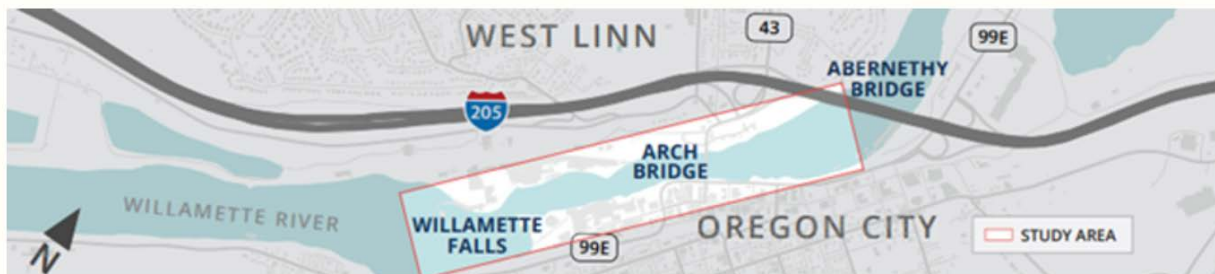 WEST LINN
43
99E
ABERNETHY
BRIDGE
205
ARCH
BRIDGE
WILLAMETTE RIVER
WILLAMETTE
FALLS
99E
OREGON CITY
STUDY AREA
N